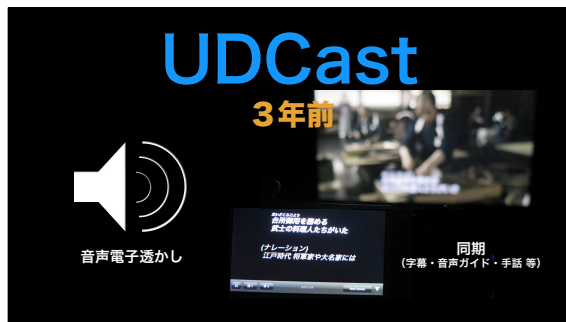 UDCast
3年前
音声電子透かし
台所御用を務める
武士の料理人たちがいた
(ナレーション)
江戸時代 将軍家や大名家には
同期
(字幕・音声ガイド・手話 等)